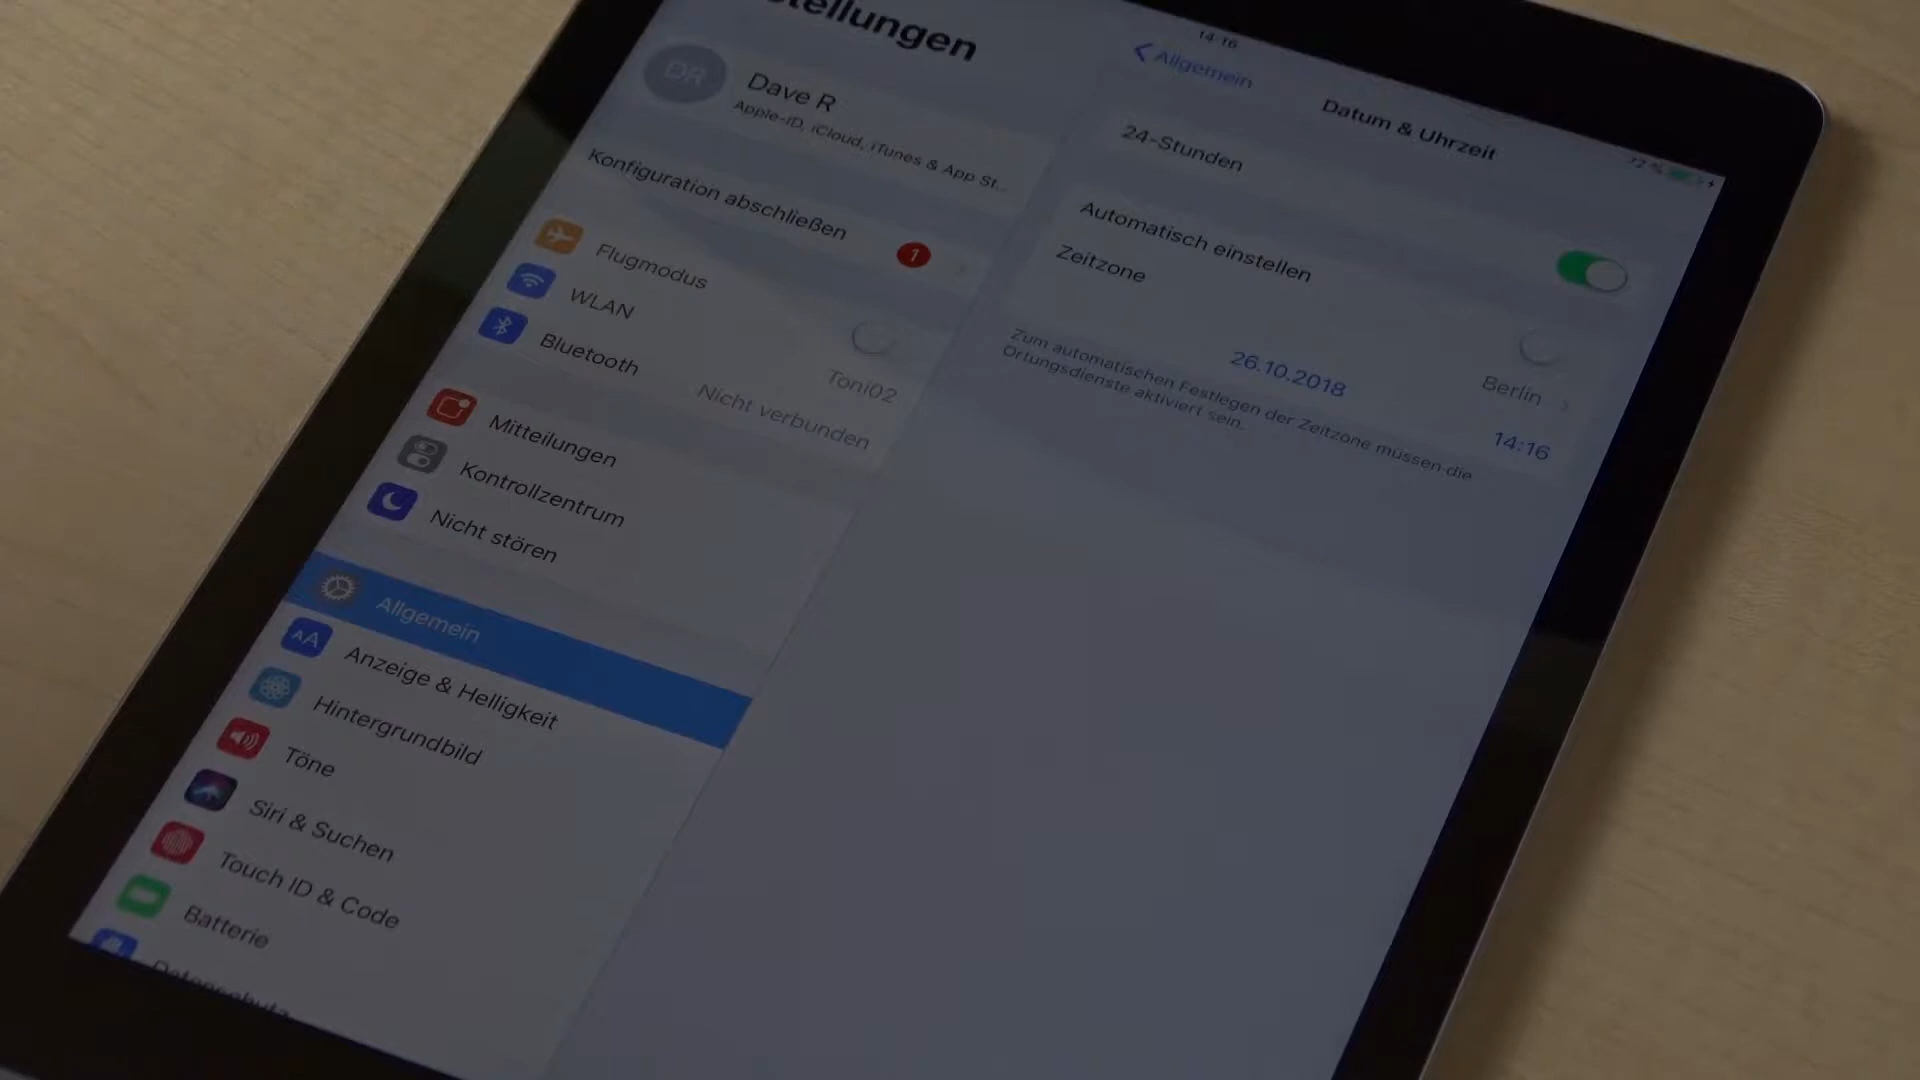 stellungen
DR
Dave R
Apple-ID, iCloud, iTunes & App St...
Konfiguration abschließen
1
Flugmodus
WLAN
Toni02
Bluetooth
Nicht verbunden
Mitteilungen
Kontrollzentrum
Nicht stören
Allgemein
AA
Anzeige & Helligkeit
Hintergrundbild
Töne
Siri & Suchen
Touch ID & Code
Batterie
Datenschutz
14:16
Allgemein
Datum & Uhrzeit
72 %
24-Stunden
Automatisch einstellen
Zeitzone
Berlin
26.10.2018
14:16
Zum automatischen Festlegen der Zeitzone müssen die
Ortungsdienste aktiviert sein.